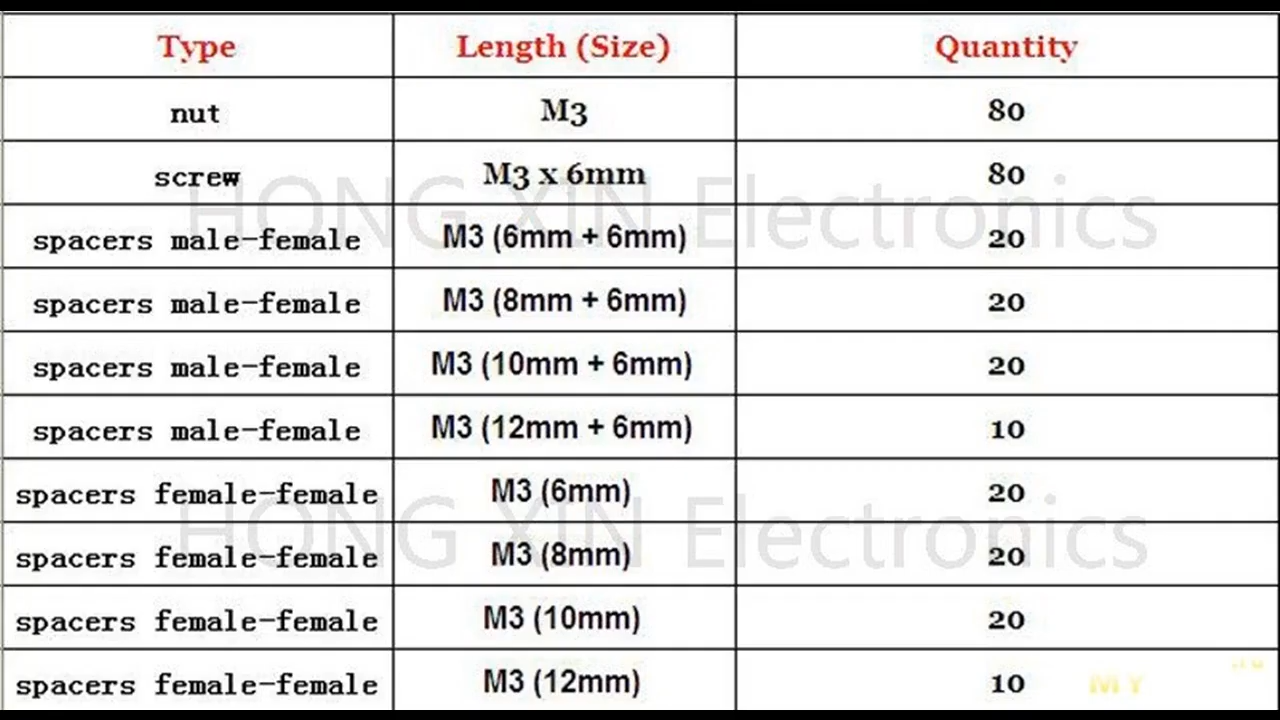 Type Length (Size) Quantity
nut M3 80
screw M3 x 6mm 80
HONG XIN Electronics
spacers male-female M3 (6mm + 6mm) 20
spacers male-female M3 (8mm + 6mm) 20
spacers male-female M3 (10mm + 6mm) 20
spacers male-female M3 (12mm + 6mm) 10
spacers female-female M3 (6mm) 20
HONG XIN Electronics
spacers female-female M3 (8mm) 20
spacers female-female M3 (10mm) 20
spacers female-female M3 (12mm) 10
MY